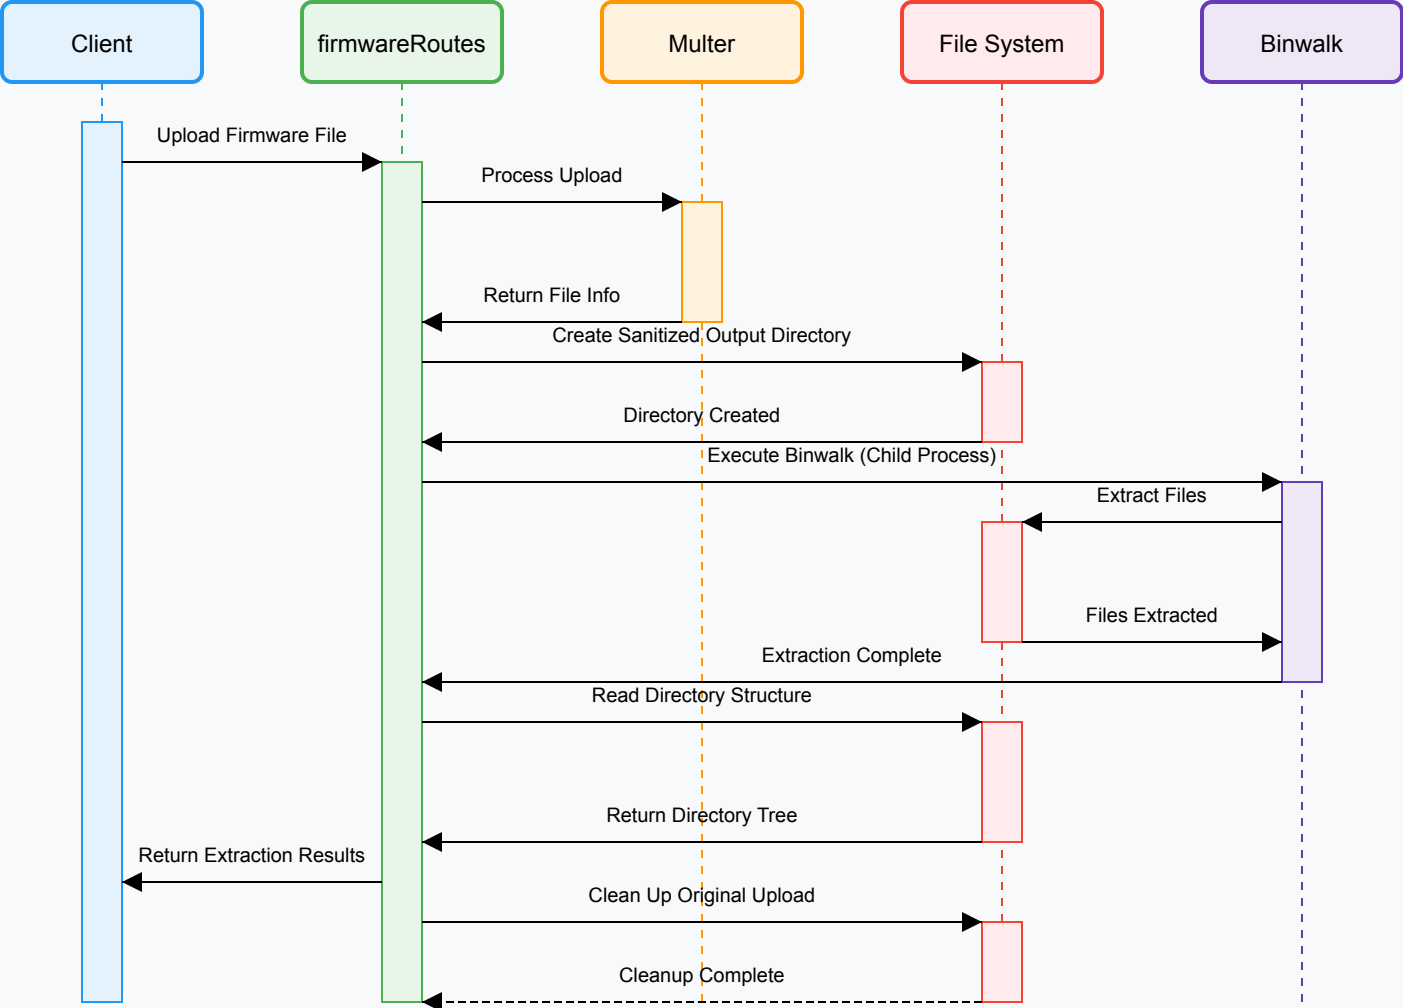 Client
firmwareRoutes
Multer
File System
Binwalk
Upload Firmware File
Process Upload
Return File Info
Create Sanitized Output Directory
Directory Created
Execute Binwalk (Child Process)
Extract Files
Files Extracted
Extraction Complete
Read Directory Structure
Return Directory Tree
Return Extraction Results
Clean Up Original Upload
Cleanup Complete